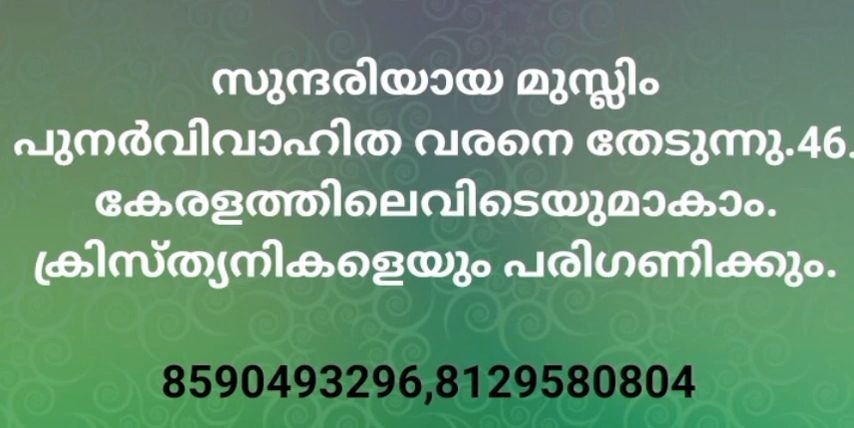 സുന്ദരിയായ മുസ്ലിം
പുനർവിവാഹിത വരനെ തേടുന്നു.46.
കേരളത്തിലെവിടെയുമാകാം.
ക്രിസ്ത്യനികളെയും പരിഗണിക്കും.
8590493296,8129580804